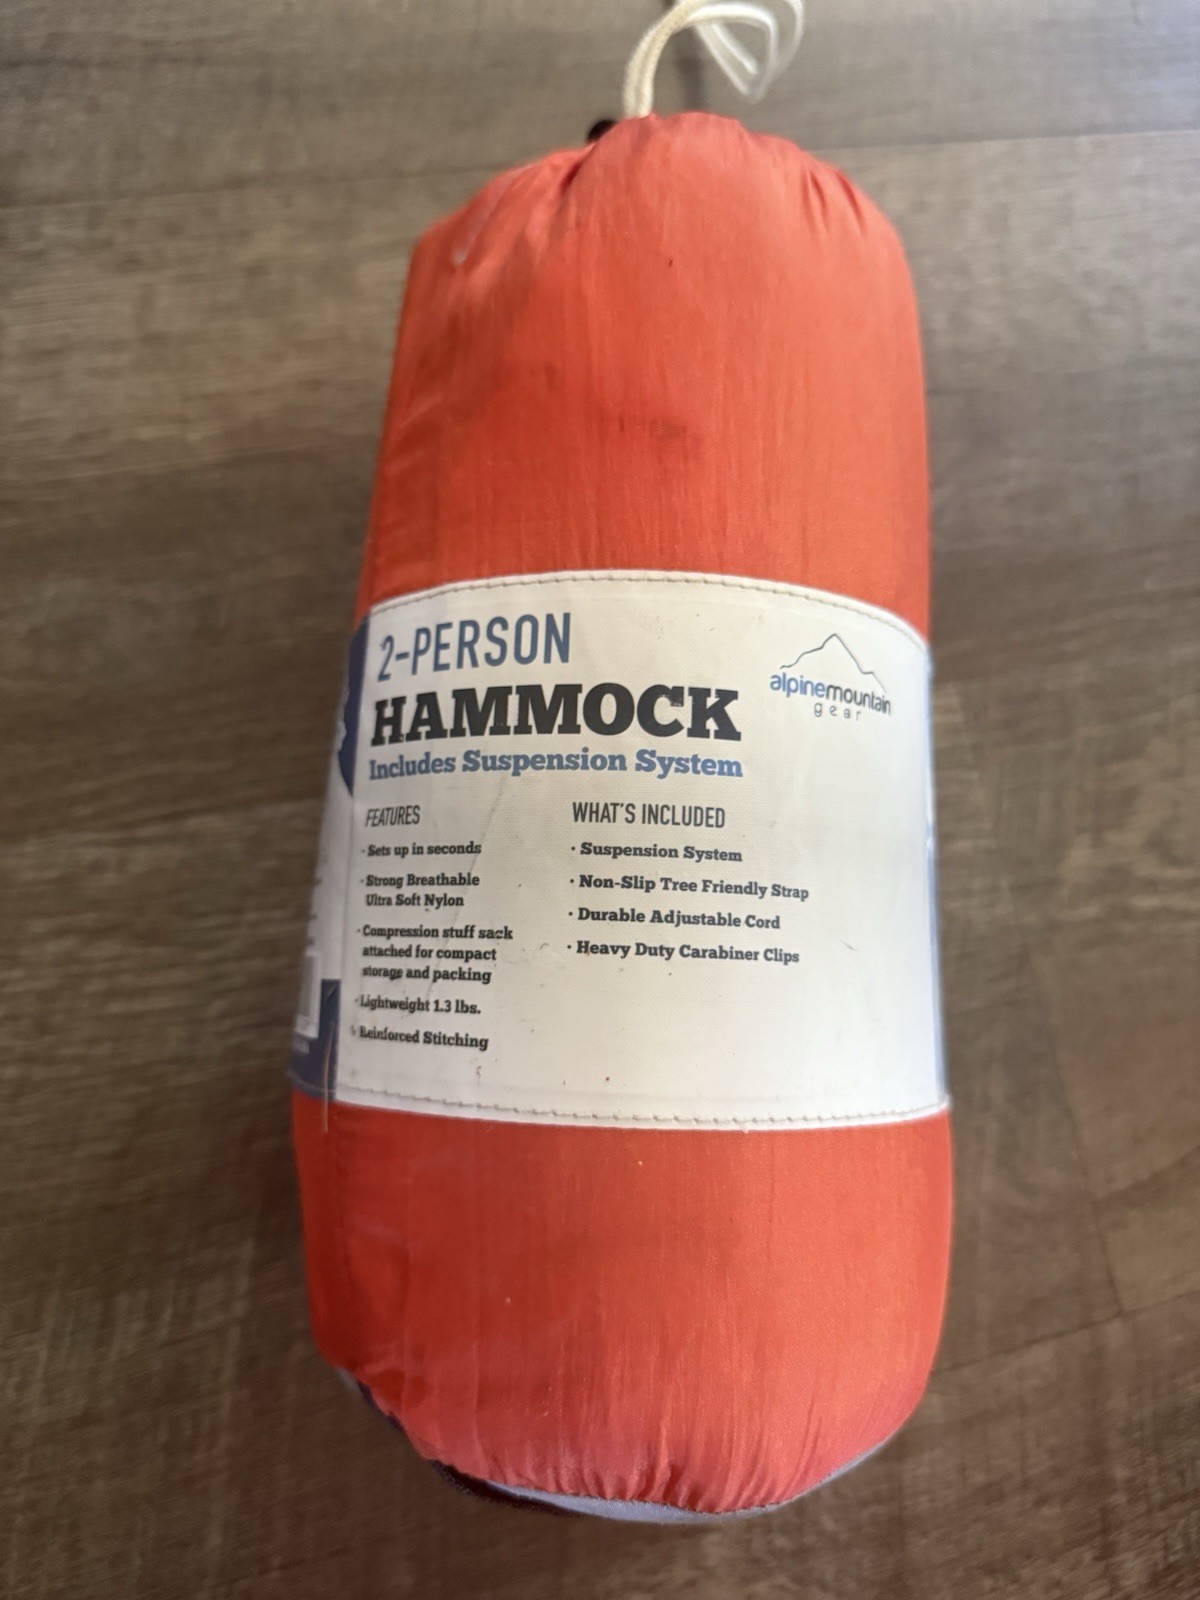 2-PERSON
HAMMOCK
Includes Suspension System
alpinemountain
gear
FEATURES
· Sets up in seconds
· Strong Breathable
Ultra Soft Nylon
· Compression stuff sack
attached for compact
storage and packing
· Lightweight 1.3 lbs.
· Reinforced Stitching
WHAT'S INCLUDED
· Suspension System
· Non-Slip Tree Friendly Strap
· Durable Adjustable Cord
· Heavy Duty Carabiner Clips